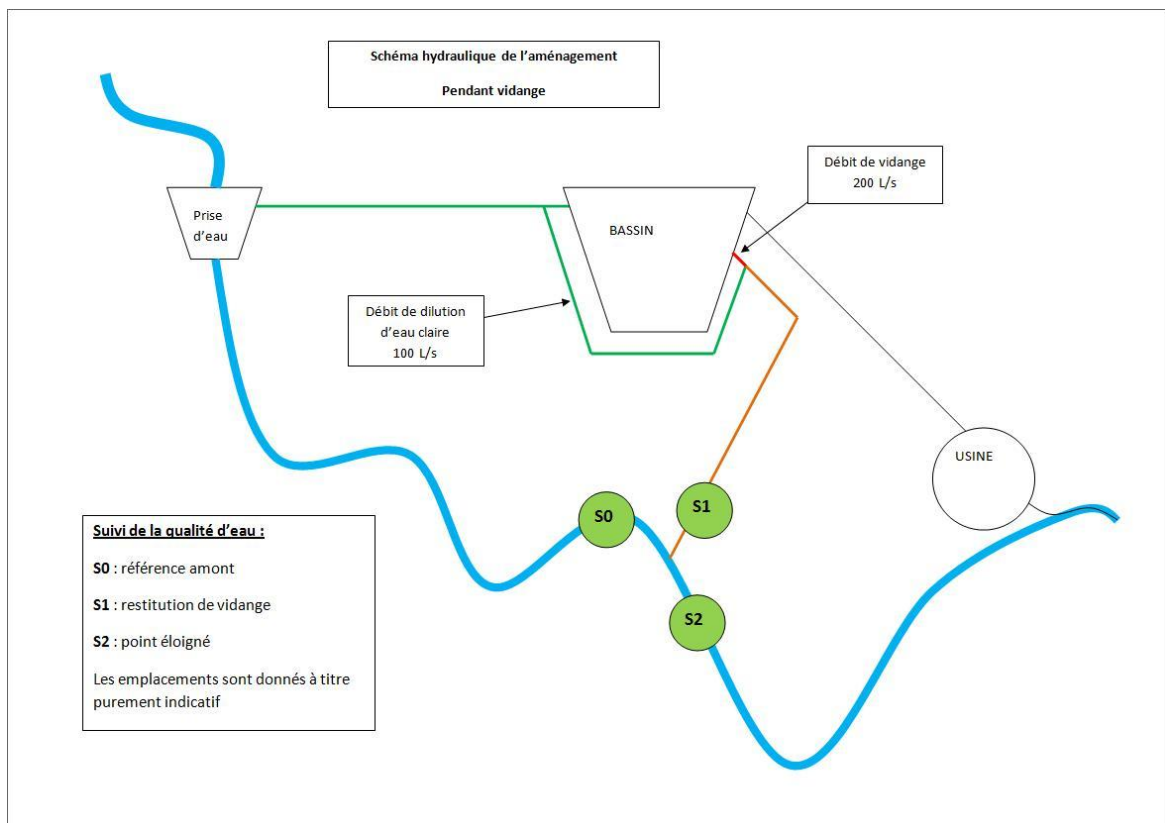 Schéma hydraulique de l'aménagement
Pendant vidange
Débit de vidange
200 L/s
Prise
d'eau
BASSIN
Débit de dilution
d'eau claire
100 L/s
USINE
S0
S1
S2
Suivi de la qualité d'eau :
S0 : référence amont
S1 : restitution de vidange
S2 : point éloigné
Les emplacements sont donnés à titre
purement indicatif